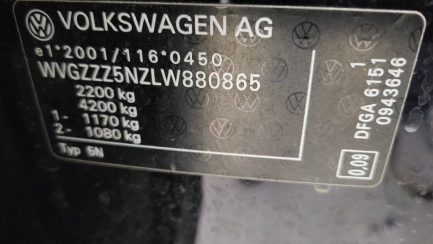 VOLKSWAGEN AG
e1*2001/116*0450
WVGZZZ5NZLW880865
2200 kg
4200 kg
1- 1170 kg
2- 1080 kg
Typ 5N
DFGA 6151 1
0943646
0,09